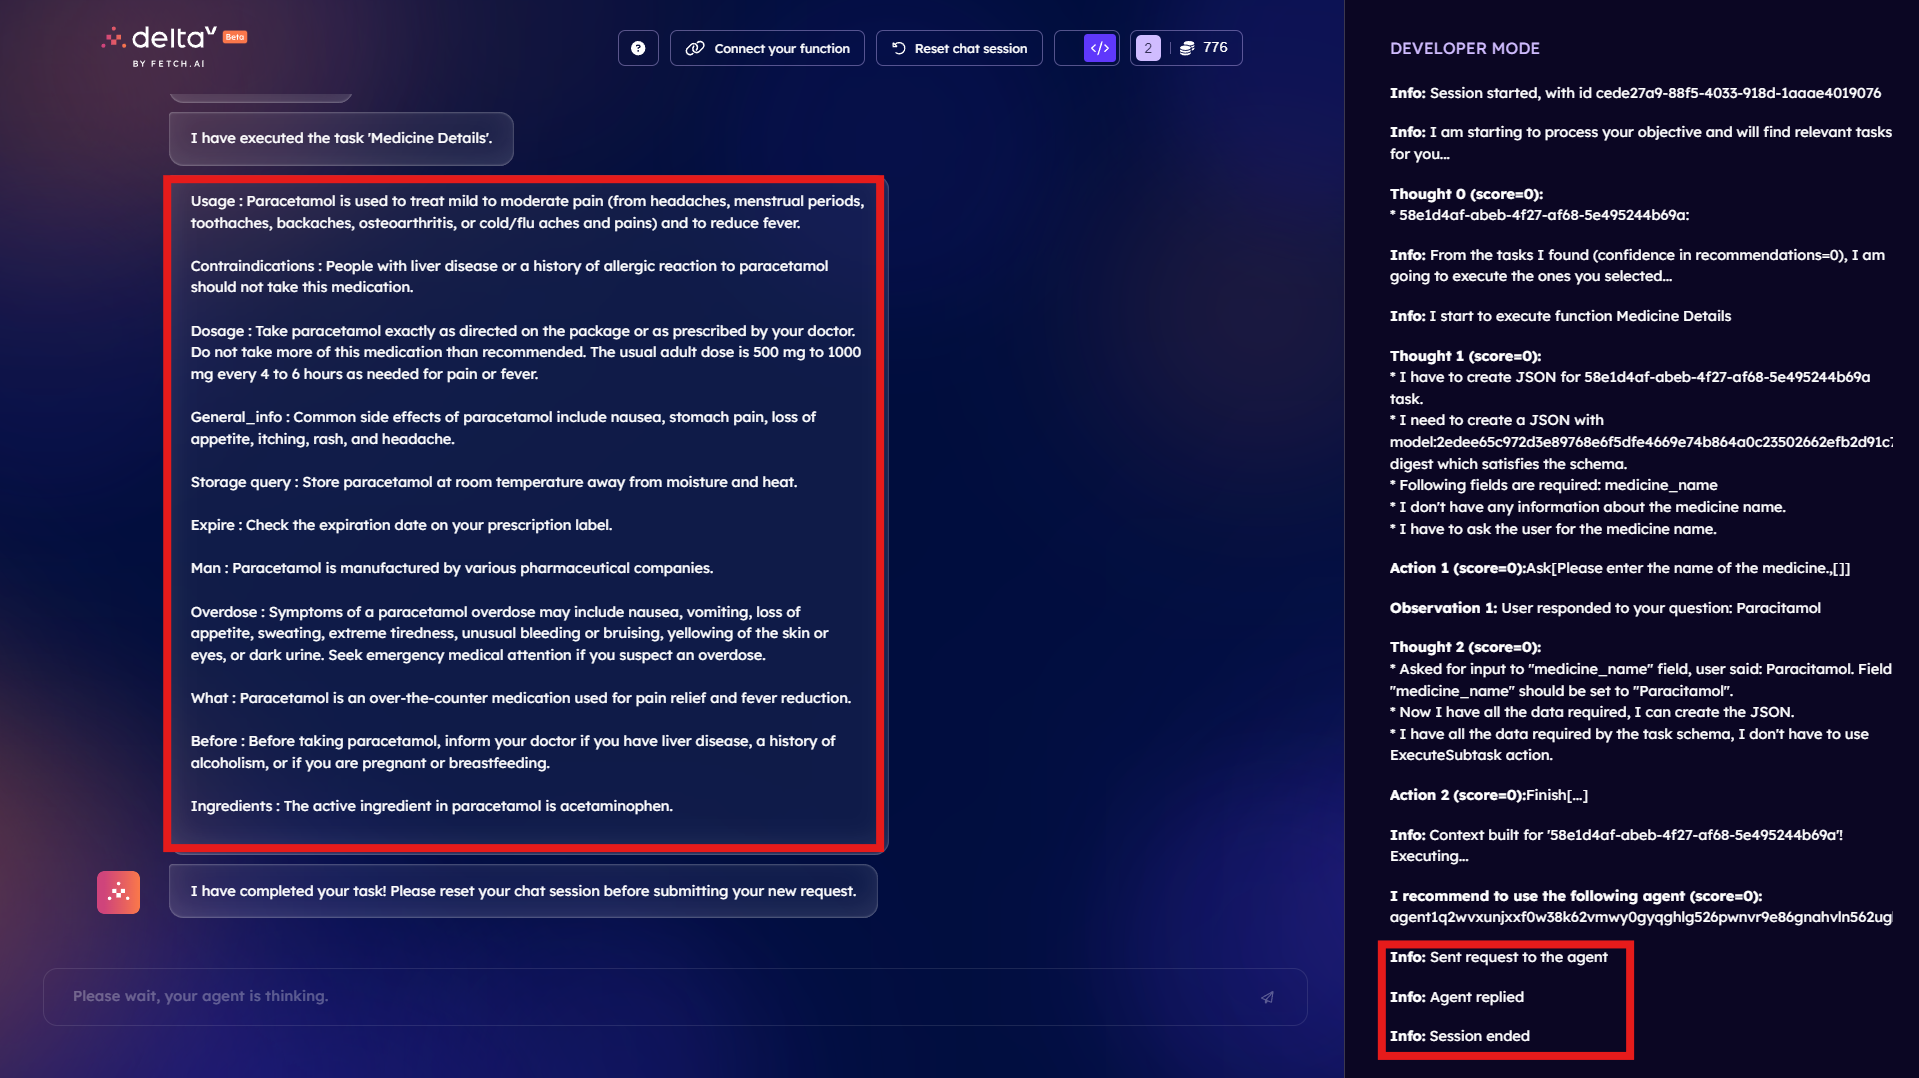 deltaV Beta
BY FETCH.AI
?
Connect your function
Reset chat session
</>
2
776
I have executed the task 'Medicine Details'.
Usage : Paracetamol is used to treat mild to moderate pain (from headaches, menstrual periods,
toothaches, backaches, osteoarthritis, or cold/flu aches and pains) and to reduce fever.
Contraindications : People with liver disease or a history of allergic reaction to paracetamol
should not take this medication.
Dosage : Take paracetamol exactly as directed on the package or as prescribed by your doctor.
Do not take more of this medication than recommended. The usual adult dose is 500 mg to 1000
mg every 4 to 6 hours as needed for pain or fever.
General_info : Common side effects of paracetamol include nausea, stomach pain, loss of
appetite, itching, rash, and headache.
Storage query : Store paracetamol at room temperature away from moisture and heat.
Expire : Check the expiration date on your prescription label.
Man : Paracetamol is manufactured by various pharmaceutical companies.
Overdose : Symptoms of a paracetamol overdose may include nausea, vomiting, loss of
appetite, sweating, extreme tiredness, unusual bleeding or bruising, yellowing of the skin or
eyes, or dark urine. Seek emergency medical attention if you suspect an overdose.
What : Paracetamol is an over-the-counter medication used for pain relief and fever reduction.
Before : Before taking paracetamol, inform your doctor if you have liver disease, a history of
alcoholism, or if you are pregnant or breastfeeding.
Ingredients : The active ingredient in paracetamol is acetaminophen.
I have completed your task! Please reset your chat session before submitting your new request.
Please wait, your agent is thinking.
DEVELOPER MODE
Info: Session started, with id cede27a9-88f5-4033-918d-1aaae4019076
Info: I am starting to process your objective and will find relevant tasks
for you...
Thought 0 (score=0):
* 58e1d4af-abeb-4f27-af68-5e495244b69a:
Info: From the tasks I found (confidence in recommendations=0), I am
going to execute the ones you selected...
Info: I start to execute function Medicine Details
Thought 1 (score=0):
* I have to create JSON for 58e1d4af-abeb-4f27-af68-5e495244b69a
task.
* I need to create a JSON with
model:2edee65c972d3e89768e6f5dfe4669e74b864a0c23502662efb2d91c7
digest which satisfies the schema.
* Following fields are required: medicine_name
* I don't have any information about the medicine name.
* I have to ask the user for the medicine name.
Action 1 (score=0):Ask[Please enter the name of the medicine.,[]]
Observation 1: User responded to your question: Paracitamol
Thought 2 (score=0):
* Asked for input to "medicine_name" field, user said: Paracitamol. Field
"medicine_name" should be set to "Paracitamol".
* Now I have all the data required, I can create the JSON.
* I have all the data required by the task schema, I don't have to use
ExecuteSubtask action.
Action 2 (score=0):Finish[...]
Info: Context built for '58e1d4af-abeb-4f27-af68-5e495244b69a'!
Executing...
I recommend to use the following agent (score=0):
agent1q2wvxunjxxf0w38k62vmwy0gyqghlg526pwnvr9e86gnahvln562ugl
Info: Sent request to the agent
Info: Agent replied
Info: Session ended